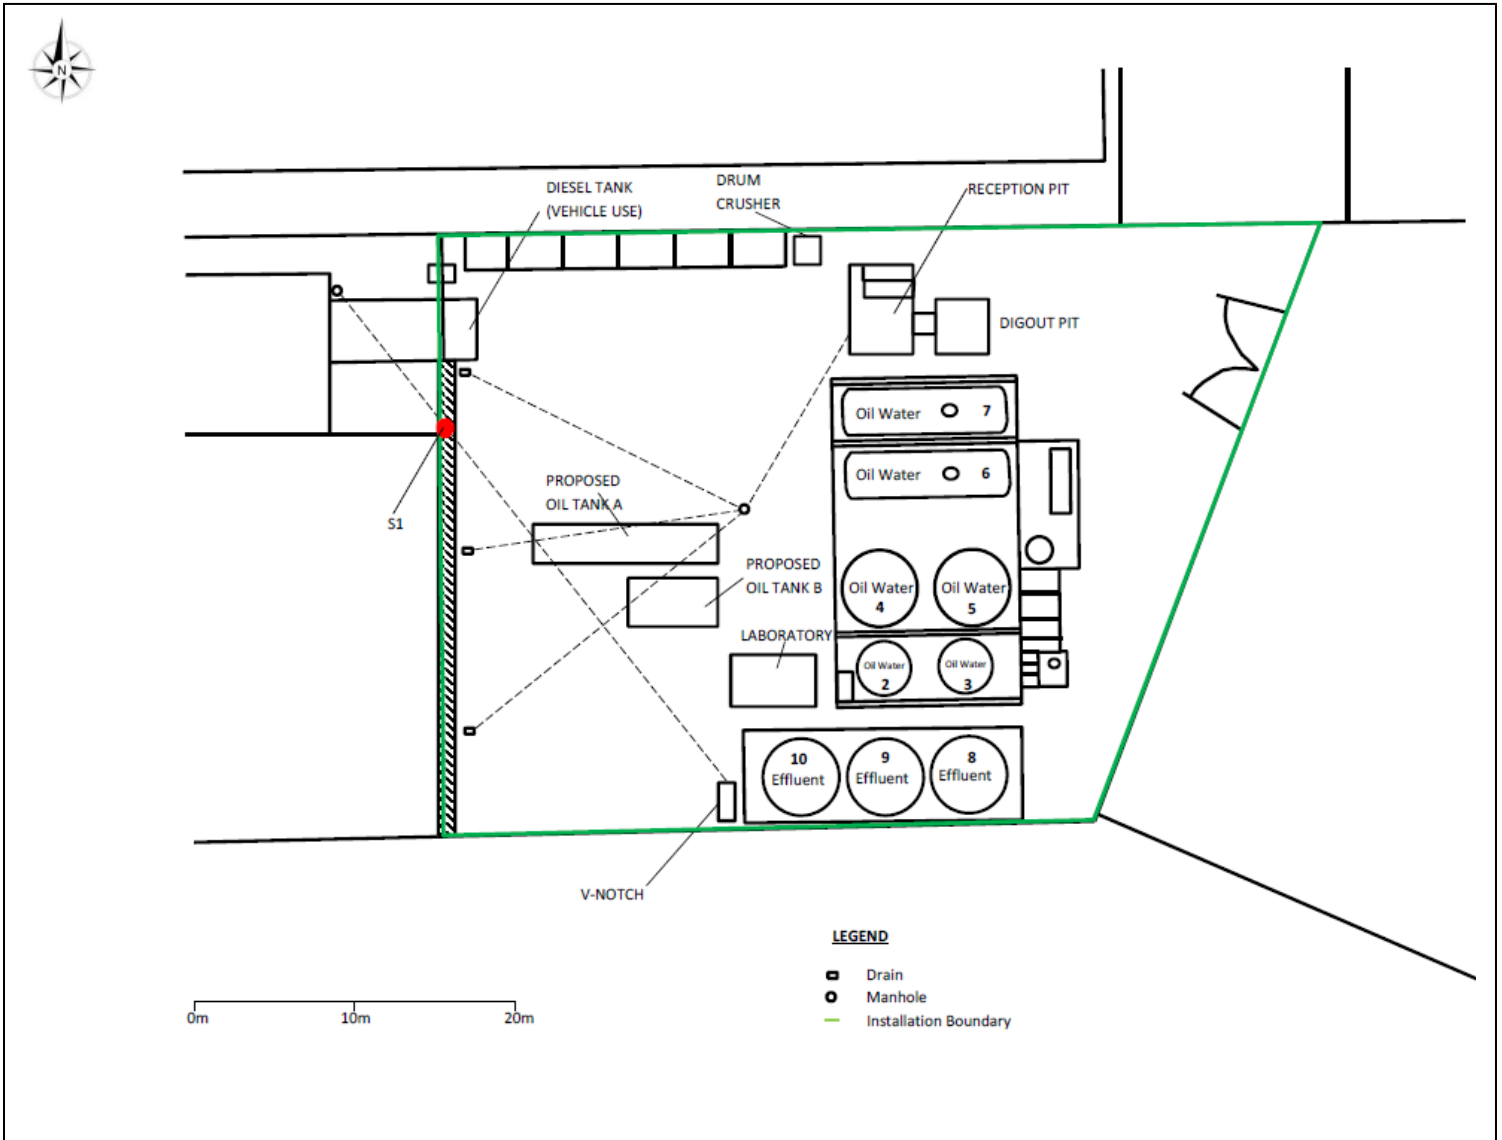 N
DIESEL TANK
(VEHICLE USE)
DRUM
CRUSHER
RECEPTION PIT
DIGOUT PIT
Oil Water 7
Oil Water 6
S1
PROPOSED
OIL TANK A
PROPOSED
OIL TANK B
Oil Water
4
Oil Water
5
LABORATORY
Oil Water
2
Oil Water
3
10
Effluent
9
Effluent
8
Effluent
V-NOTCH
LEGEND
Drain
Manhole
Installation Boundary
0m 10m 20m